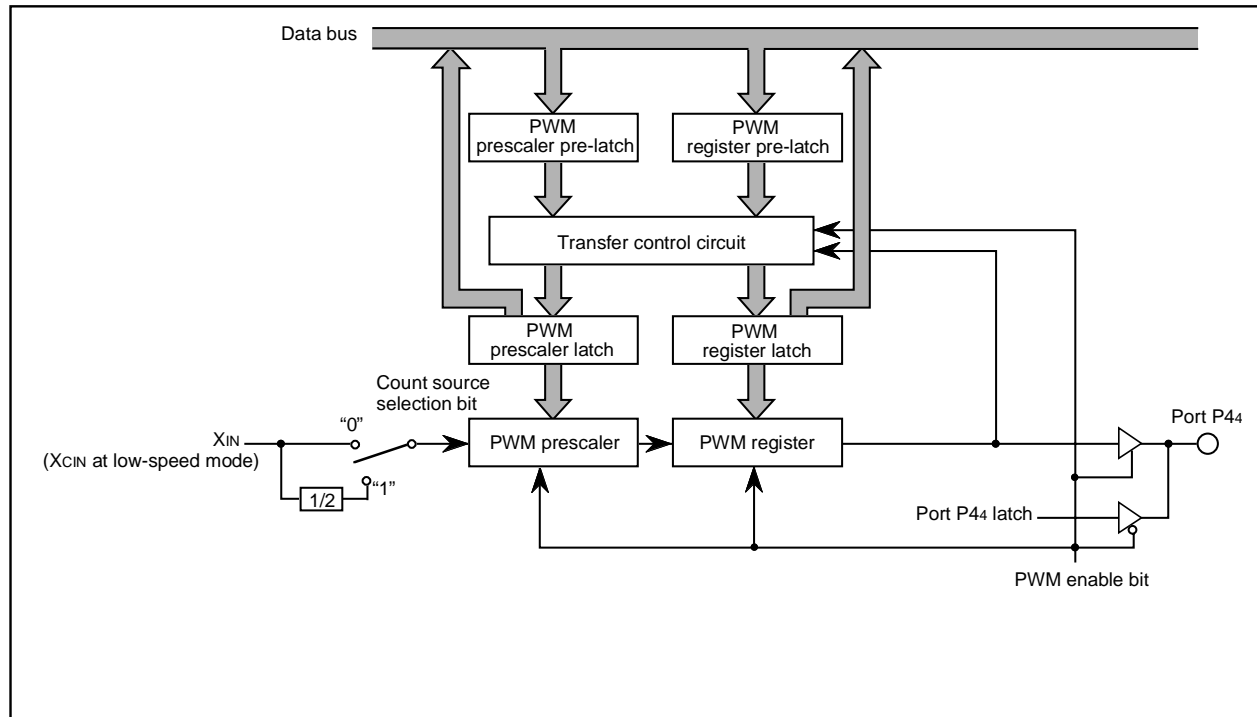 Data bus
PWM
prescaler pre-latch
PWM
register pre-latch
Transfer control circuit
PWM
prescaler latch
PWM
register latch
Count source
selection bit
“0”
XIN
(XCIN at low-speed mode)
“1”
1/2
PWM prescaler
PWM register
Port P44
Port P44 latch
PWM enable bit